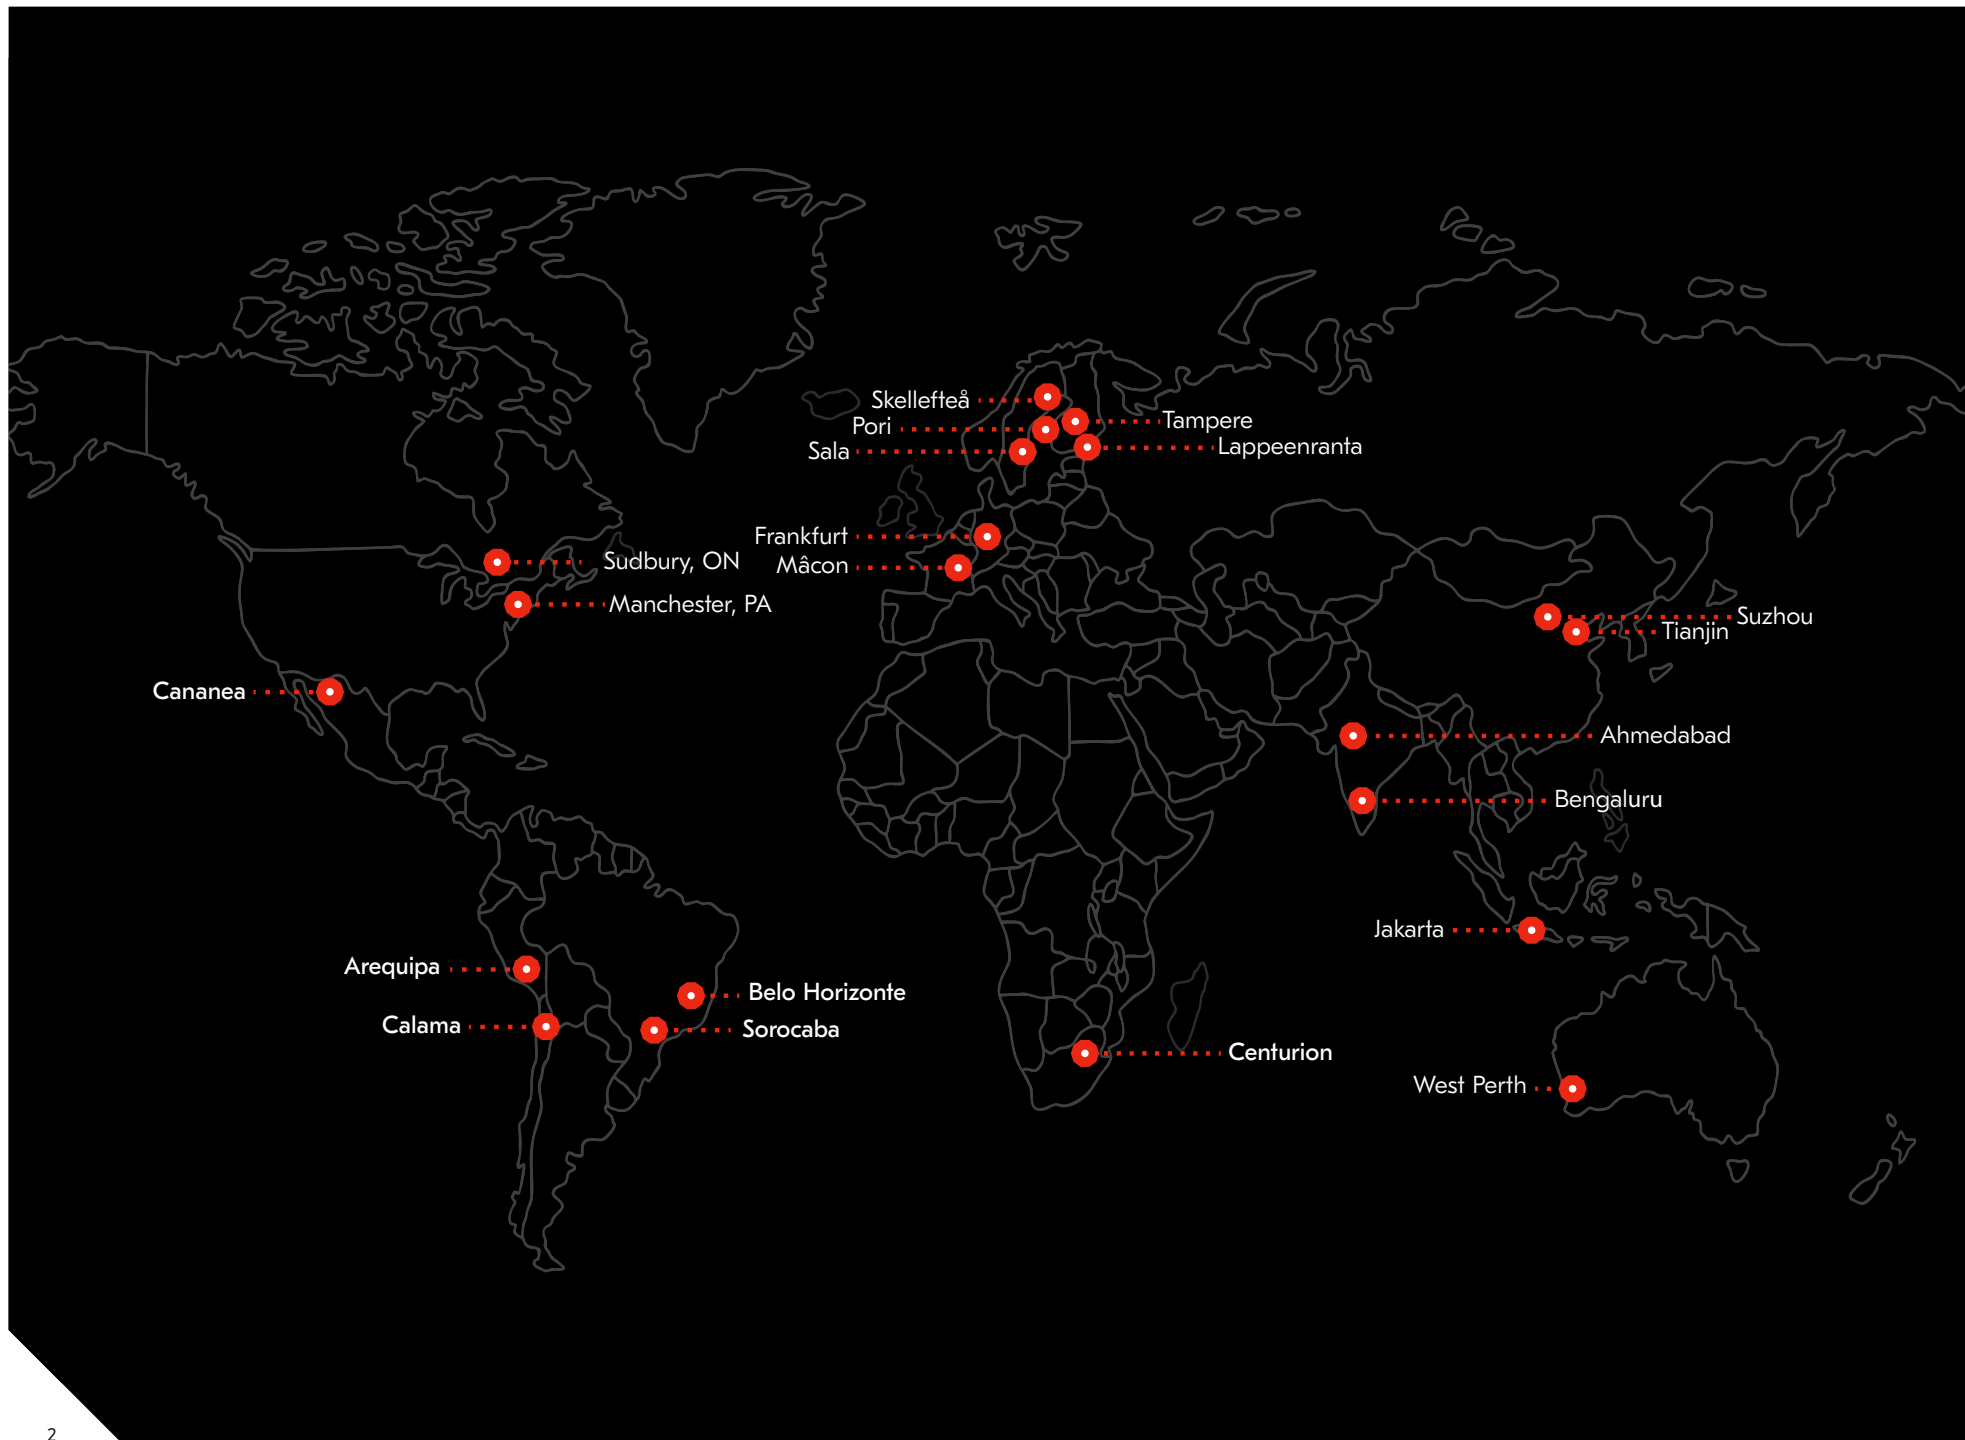 Skellefteå
Pori
Tampere
Sala
Lappeenranta
Frankfurt
Mâcon
Sudbury, ON
Manchester, PA
Suzhou
Tianjin
Cananea
Ahmedabad
Bengaluru
Jakarta
Arequipa
Belo Horizonte
Calama
Sorocaba
Centurion
West Perth
2